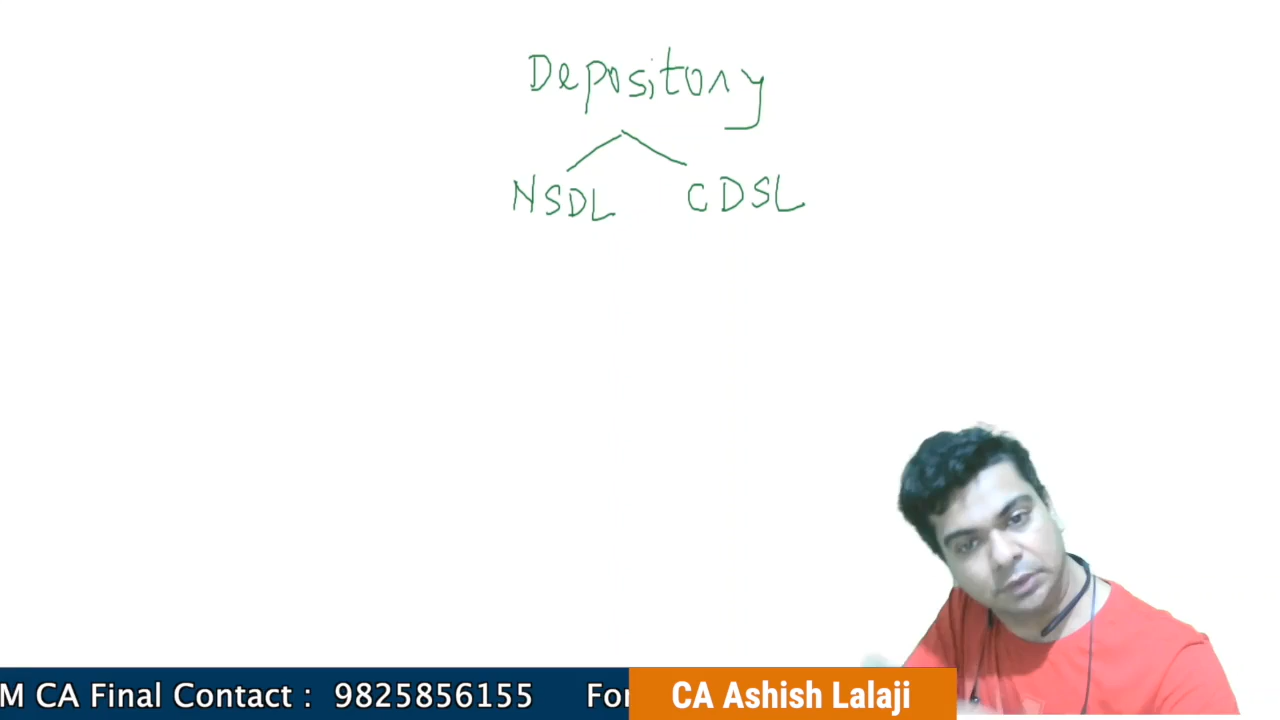 Depository
NSDL CDSL
M CA Final Contact : 9825856155 For
CA Ashish Lalaji